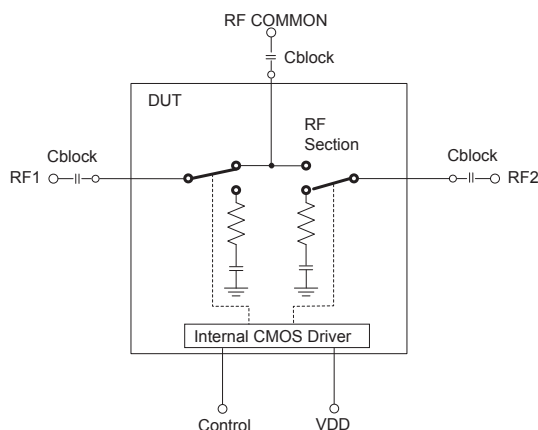 RF COMMON
Cblock
DUT
RF
Section
Cblock
Cblock
RF1
RF2
Internal CMOS Driver
Control
VDD